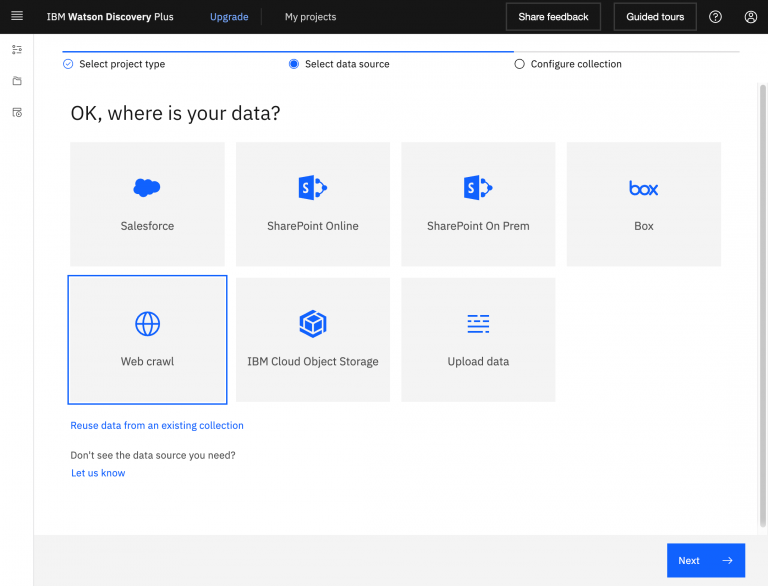 IBM Watson Discovery Plus Upgrade My projects Share feedback Guided tours
Select project type Select data source Configure collection
OK, where is your data?
S S box
Salesforce SharePoint Online SharePoint On Prem Box
Web crawl IBM Cloud Object Storage Upload data
Reuse data from an existing collection
Don't see the data source you need?
Let us know
Next